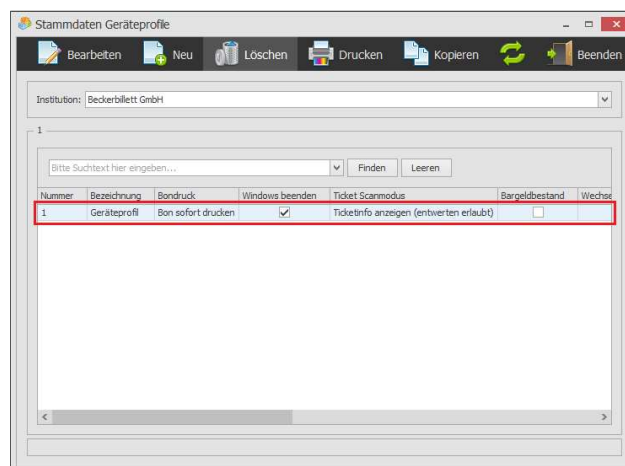 Stammdaten Geräteprofile
Bearbeiten Neu Löschen Drucken Kopieren Beenden
Institution: Beckerbillett GmbH
1
Bitte Suchtext hier eingeben... Finden Leeren
Nummer Bezeichnung Bondruck Windows beenden Ticket Scanmodus Bargeldbestand Wechse
1 Geräteprofil Bon sofort drucken Ticketinfo anzeigen (entwerten erlaubt)